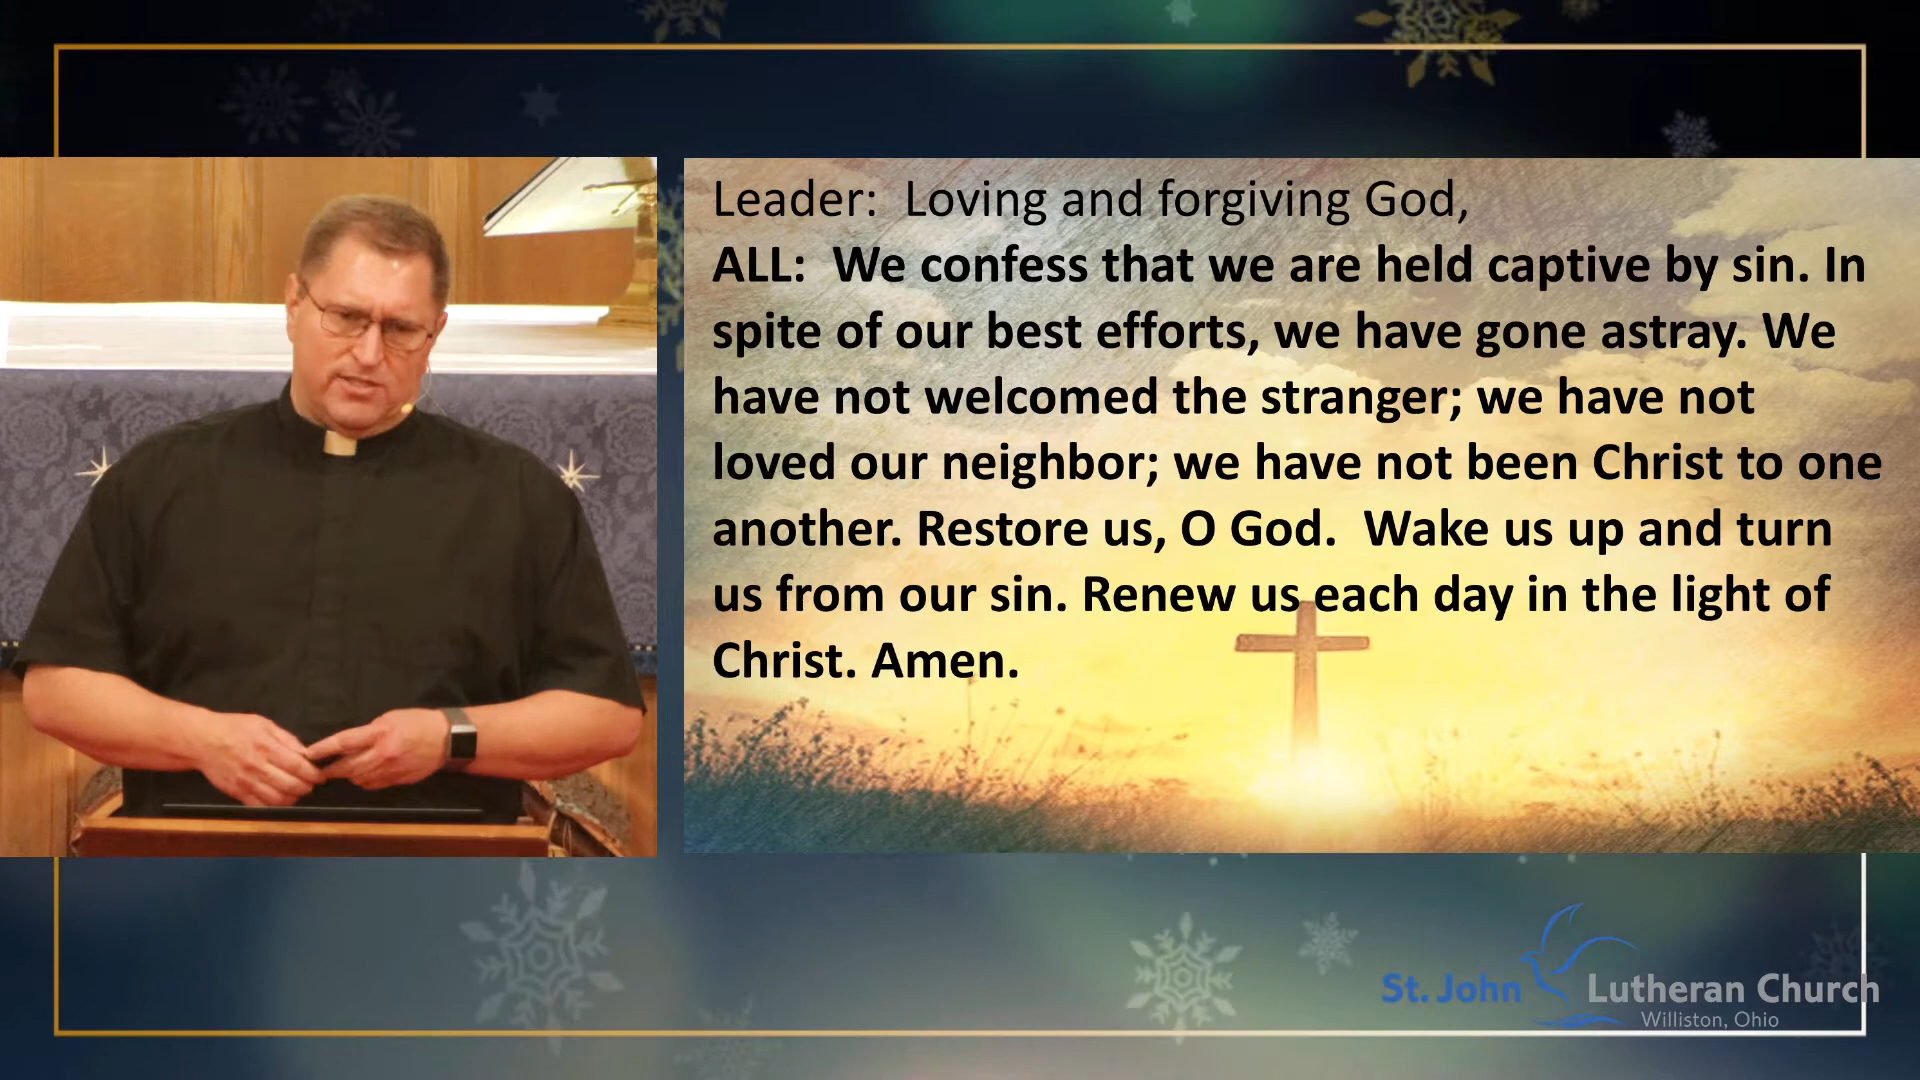 Leader:  Loving and forgiving God,
ALL:  We confess that we are held captive by sin. In
spite of our best efforts, we have gone astray. We
have not welcomed the stranger; we have not
loved our neighbor; we have not been Christ to one
another. Restore us, O God.  Wake us up and turn
us from our sin. Renew us each day in the light of
Christ. Amen.
St. John Lutheran Church
Williston, Ohio